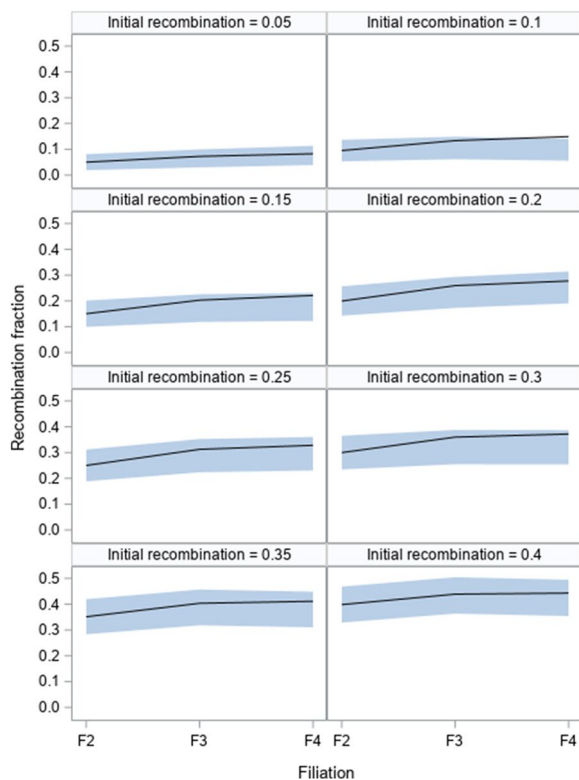 Initial recombination = 0.05
Initial recombination = 0.1
0.5
0.4
0.3
0.2
0.1
0.0
Initial recombination = 0.15
Initial recombination = 0.2
0.5
0.4
0.3
0.2
0.1
0.0
Recombination fraction
Initial recombination = 0.25
Initial recombination = 0.3
0.5
0.4
0.3
0.2
0.1
0.0
Initial recombination = 0.35
Initial recombination = 0.4
0.5
0.4
0.3
0.2
0.1
0.0
F2 F3 F4 F2 F3 F4
Filiation